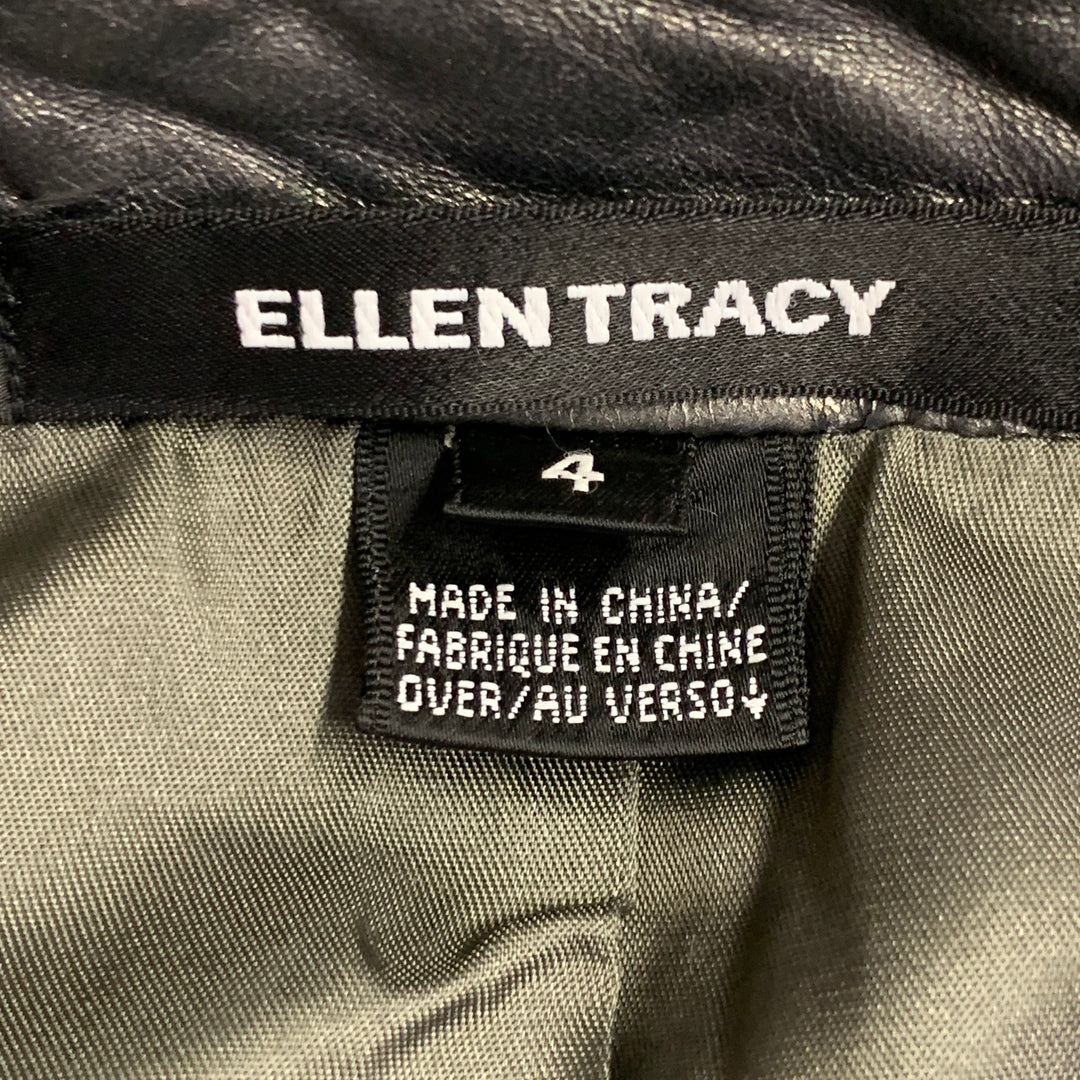 ELLEN TRACY
4
MADE IN CHINA/
FABRIQUE EN CHINE
OVER/AU VERSO↓